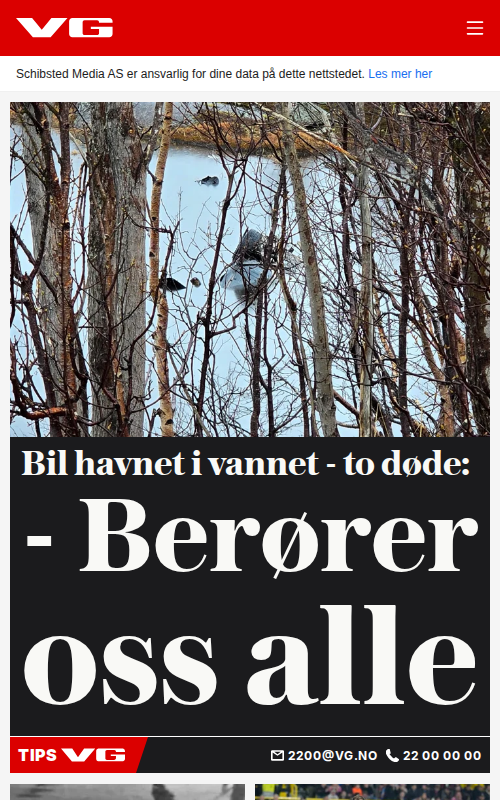 VG
Schibsted Media AS er ansvarlig for dine data på dette nettstedet. Les mer her
Bil havnet i vannet - to døde:
- Berører
oss alle
TIPS VG 2200@VG.NO 22 00 00 00